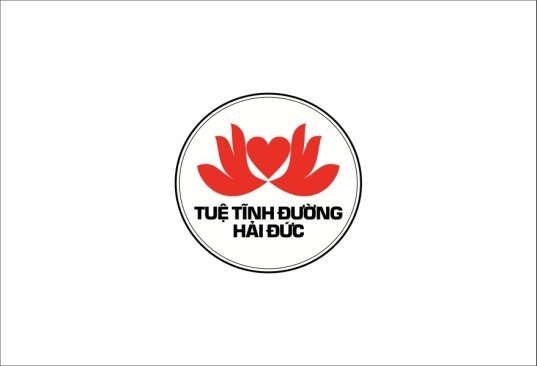 TUỆ TĨNH ĐƯỜNG
HẢI ĐỨC